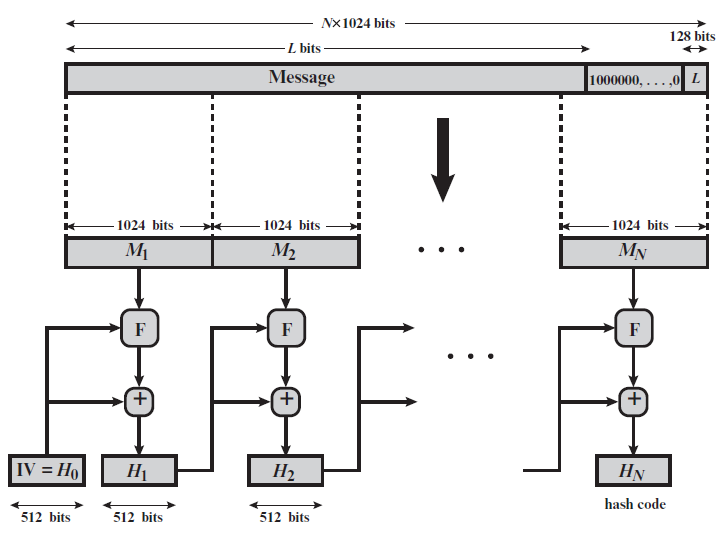 N×1024 bits
128 bits
L bits
Message
1000000, . . . ,0
L
1024 bits
1024 bits
1024 bits
M1
M2
• • •
MN
F
F
F
• • •
+
+
+
IV = H0
H1
H2
HN
hash code
512 bits
512 bits
512 bits